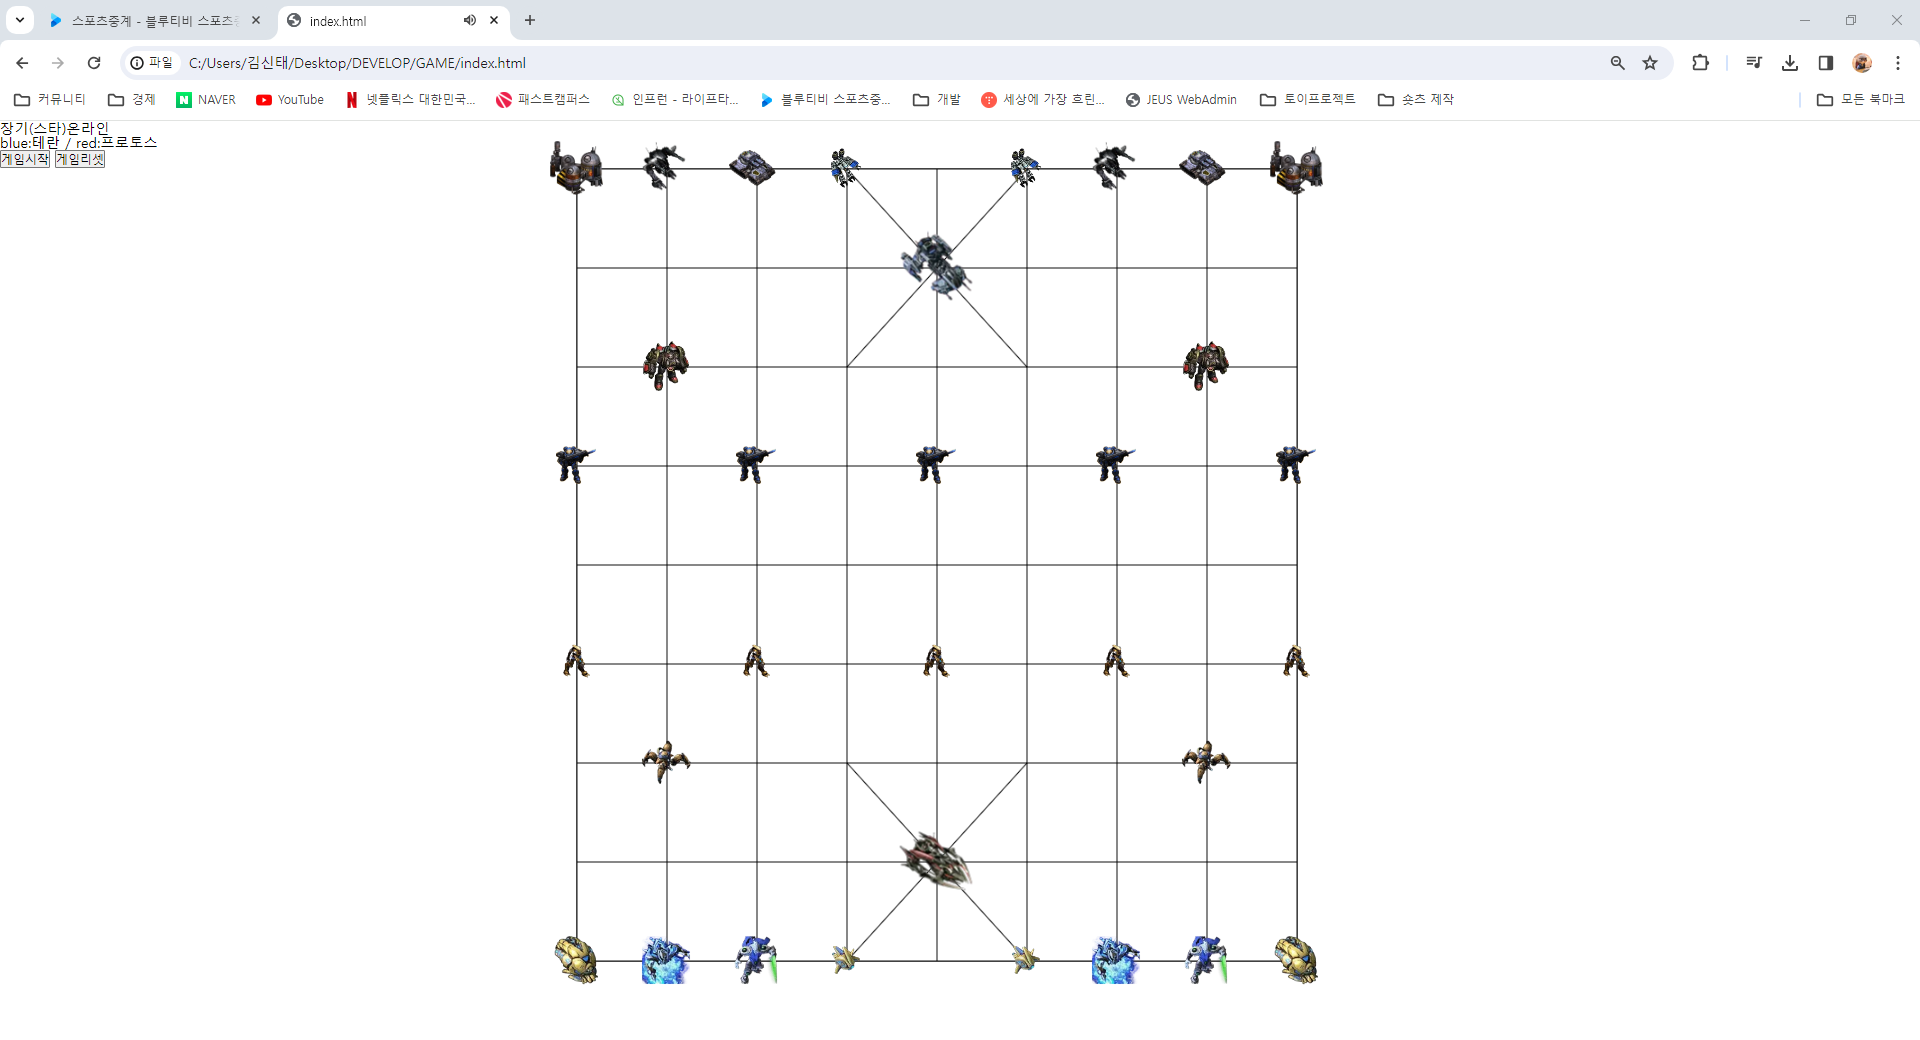 스포츠중계 - 블루티비 스포츠
index.html
파일
C:/Users/김신태/Desktop/DEVELOP/GAME/index.html
커뮤니티
경제
NAVER
YouTube
넷플릭스 대한민국...
패스트캠퍼스
인프런 - 라이프타...
블루티비 스포츠중...
개발
세상에 가장 흐린...
JEUS WebAdmin
토이프로젝트
숏츠 제작
모든 북마크
장기(스타)온라인
blue:테란 / red:프로토스
게임시작 게임리셋